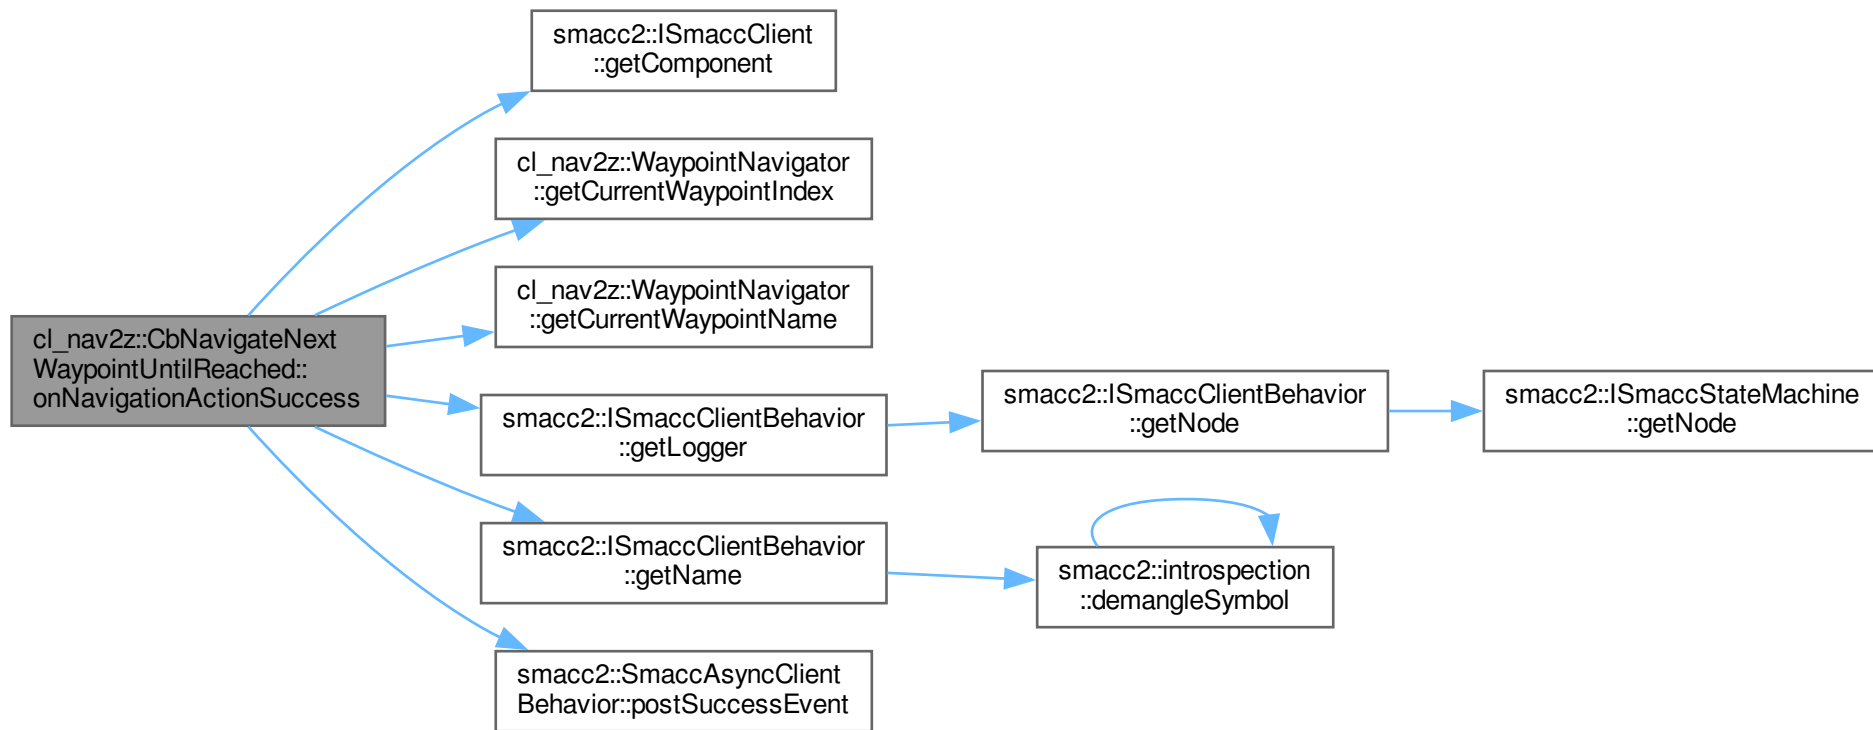 smacc2::ISmaccClient
::getComponent
cl_nav2z::WaypointNavigator
::getCurrentWaypointIndex
cl_nav2z::WaypointNavigator
::getCurrentWaypointName
cl_nav2z::CbNavigateNext
WaypointUntilReached::
onNavigationActionSuccess
smacc2::ISmaccClientBehavior
::getLogger
smacc2::ISmaccClientBehavior
::getNode
smacc2::ISmaccStateMachine
::getNode
smacc2::ISmaccClientBehavior
::getName
smacc2::introspection
::demangleSymbol
smacc2::SmaccAsyncClient
Behavior::postSuccessEvent